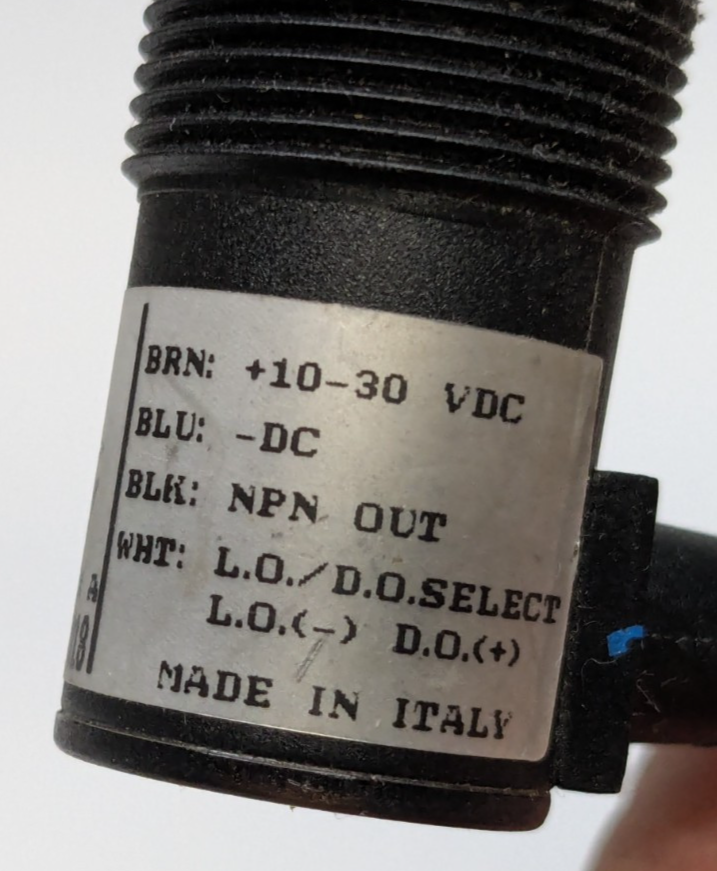 BRN: +10-30 VDC
BLU: -DC
BLK: NPN OUT
WHT: L.O./D.O.SELECT
L.O.(-) D.O.(+)
MADE IN ITALY
A